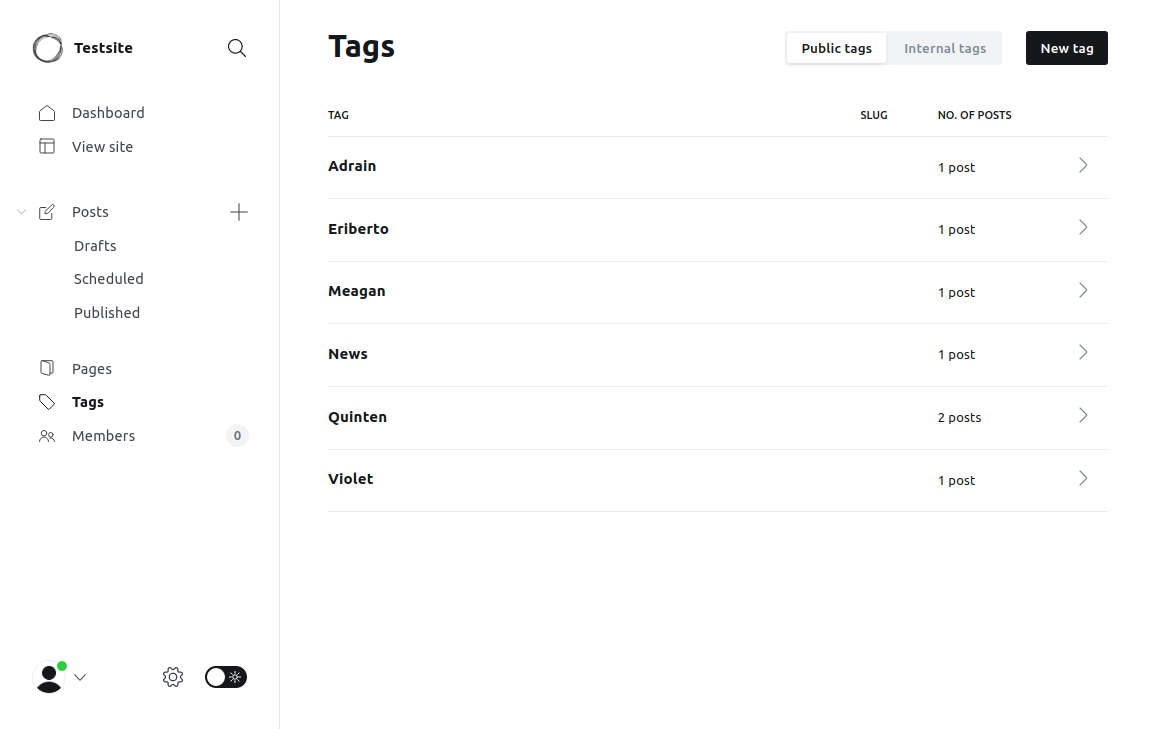 Testsite
Dashboard
View site
Posts
Drafts
Scheduled
Published
Pages
Tags
Members 0
Tags
Public tags Internal tags New tag
TAG SLUG NO. OF POSTS
Adrain 1 post
Eriberto 1 post
Meagan 1 post
News 1 post
Quinten 2 posts
Violet 1 post